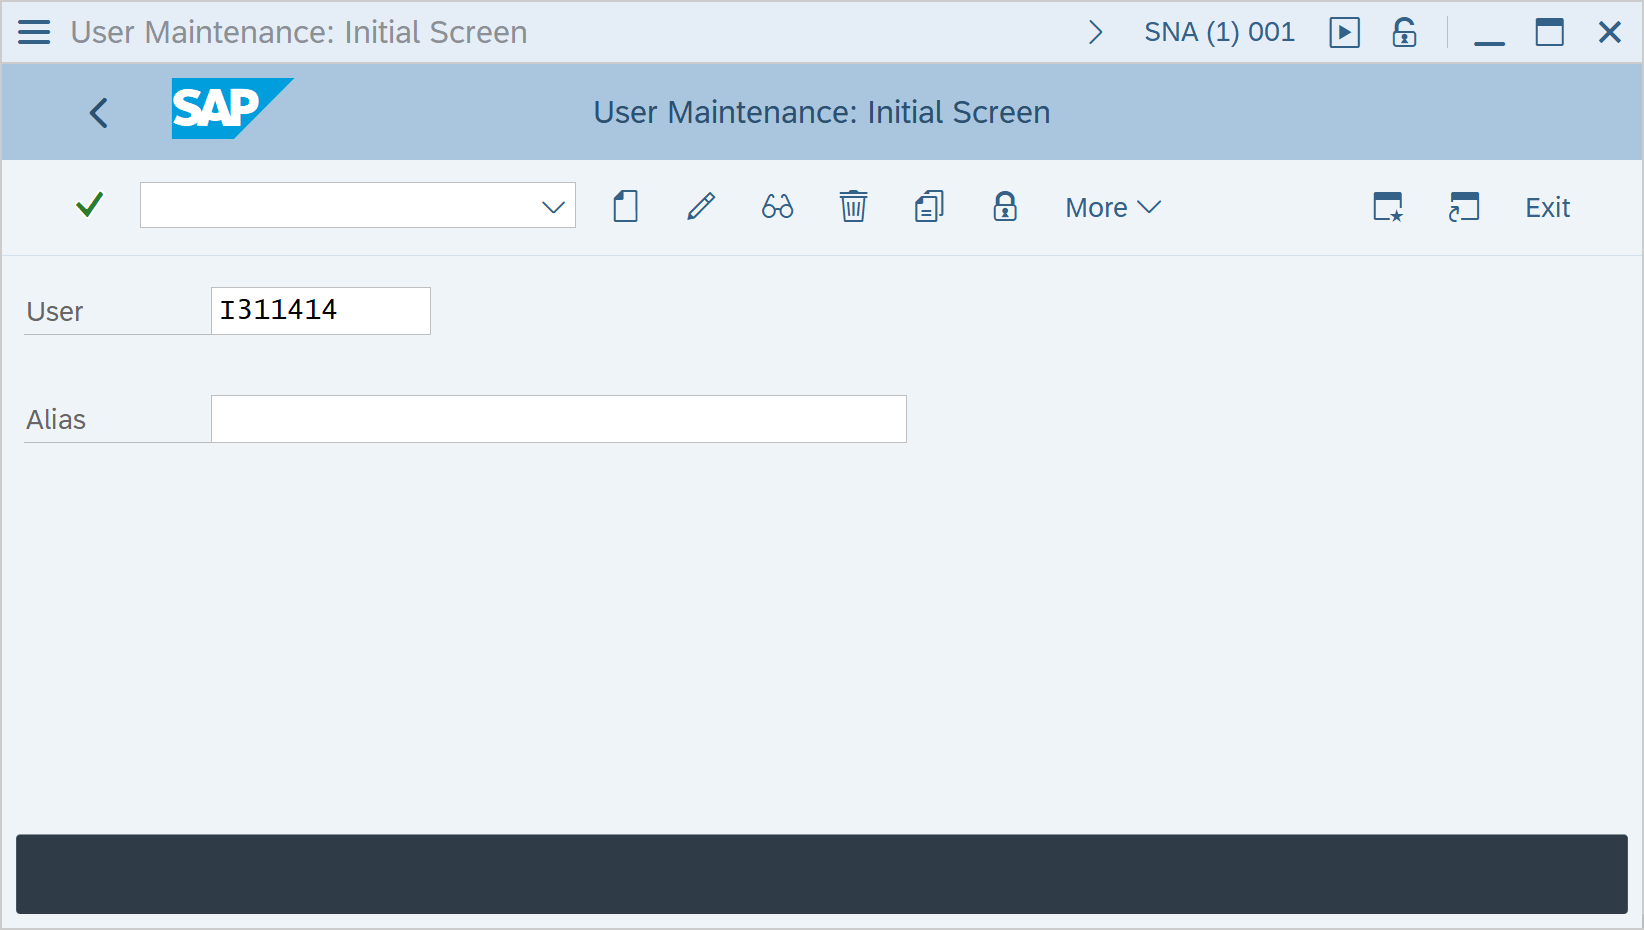 User Maintenance: Initial Screen
SNA (1) 001
SAP
User Maintenance: Initial Screen
More
Exit
User
I311414
Alias